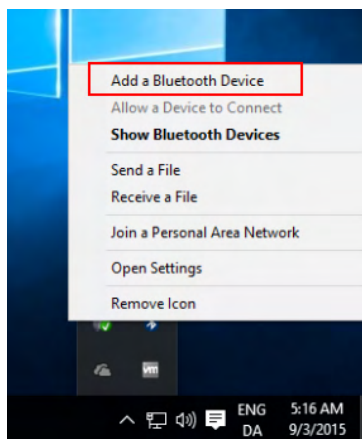 Add a Bluetooth Device
Allow a Device to Connect
Show Bluetooth Devices
Send a File
Receive a File
Join a Personal Area Network
Open Settings
Remove Icon
vm
ENG 5:16 AM
DA 9/3/2015